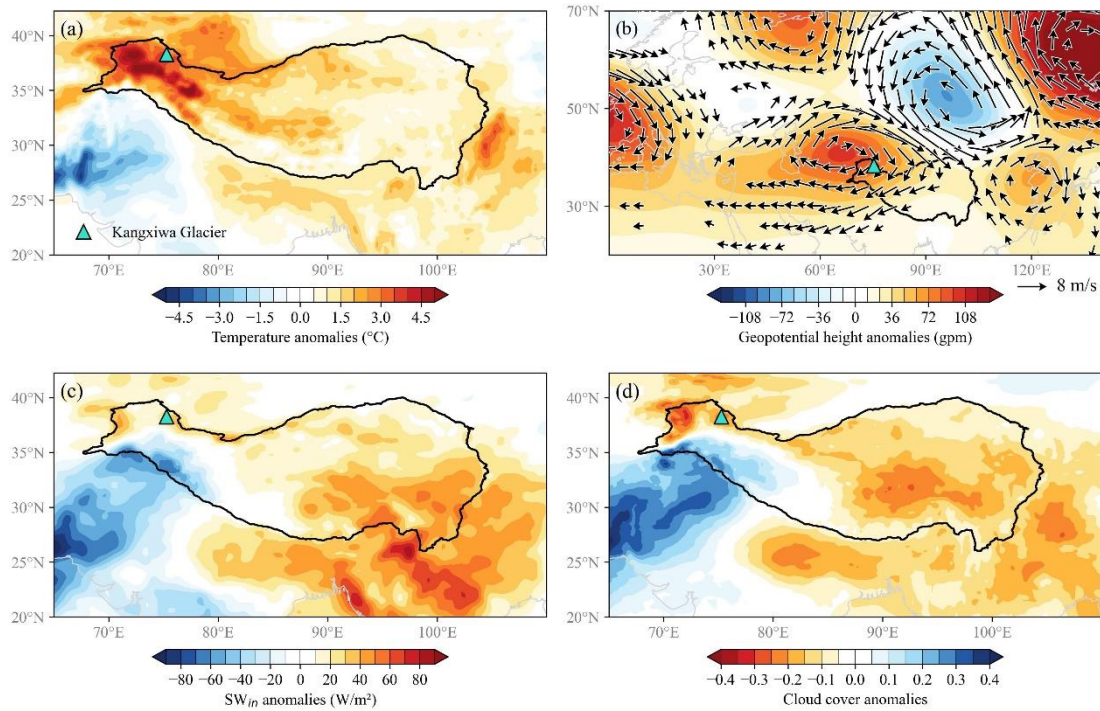 (a)
40°N
35°N
30°N
25°N
20°N
Kangxiwa Glacier
70°E 80°E 90°E 100°E
−4.5 −3.0 −1.5 0.0 1.5 3.0 4.5
Temperature anomalies (°C)
(b)
70°N
50°N
30°N
30°E 60°E 90°E 120°E
8 m/s
−108 −72 −36 0 36 72 108
Geopotential height anomalies (gpm)
(c)
40°N
35°N
30°N
25°N
20°N
70°E 80°E 90°E 100°E
−80 −60 −40 −20 0 20 40 60 80
SWin anomalies (W/m²)
(d)
40°N
35°N
30°N
25°N
20°N
70°E 80°E 90°E 100°E
−0.4 −0.3 −0.2 −0.1 0.0 0.1 0.2 0.3 0.4
Cloud cover anomalies